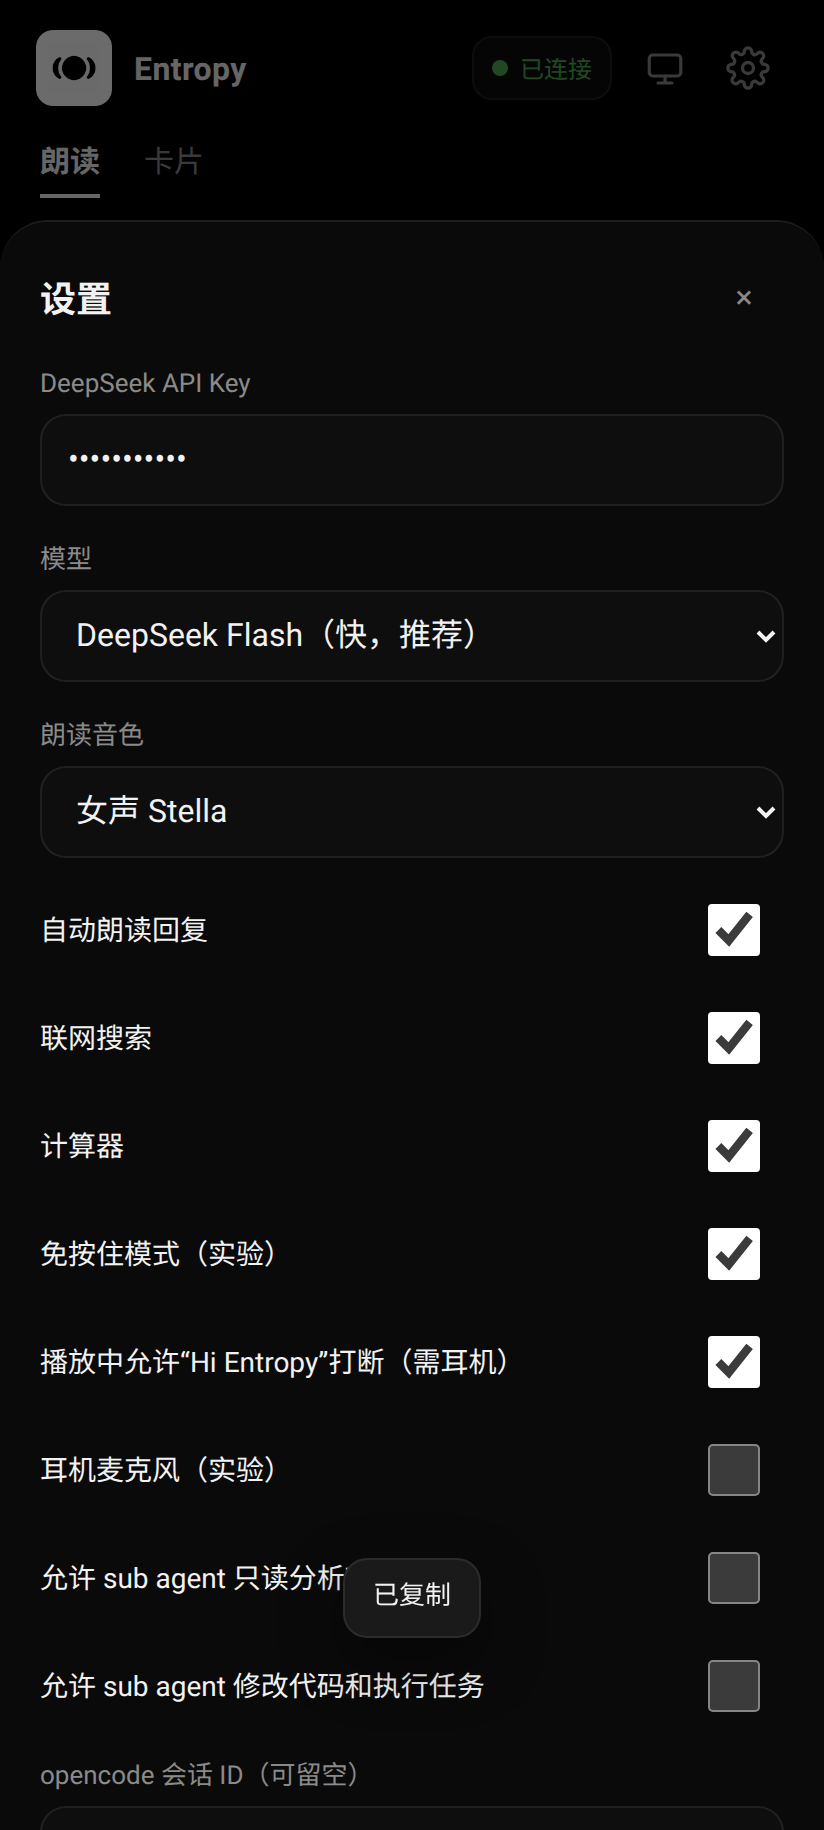 Entropy
已连接
朗读
卡片
设置
×
DeepSeek API Key
•••••••••••
模型
DeepSeek Flash（快，推荐）
朗读音色
女声 Stella
自动朗读回复
联网搜索
计算器
免按住模式（实验）
播放中允许“Hi Entropy”打断（需耳机）
耳机麦克风（实验）
允许 sub agent 只读分析
已复制
允许 sub agent 修改代码和执行任务
opencode 会话 ID（可留空）